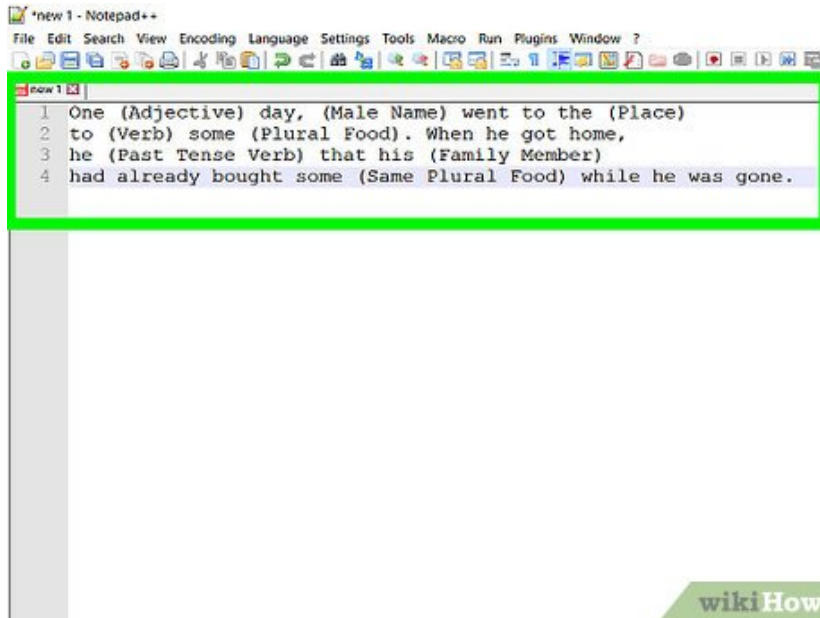 *new 1 - Notepad++
File Edit Search View Encoding Language Settings Tools Macro Run Plugins Window ?
new 1
1 One (Adjective) day, (Male Name) went to the (Place)
2 to (Verb) some (Plural Food). When he got home,
3 he (Past Tense Verb) that his (Family Member)
4 had already bought some (Same Plural Food) while he was gone.
wikiHow